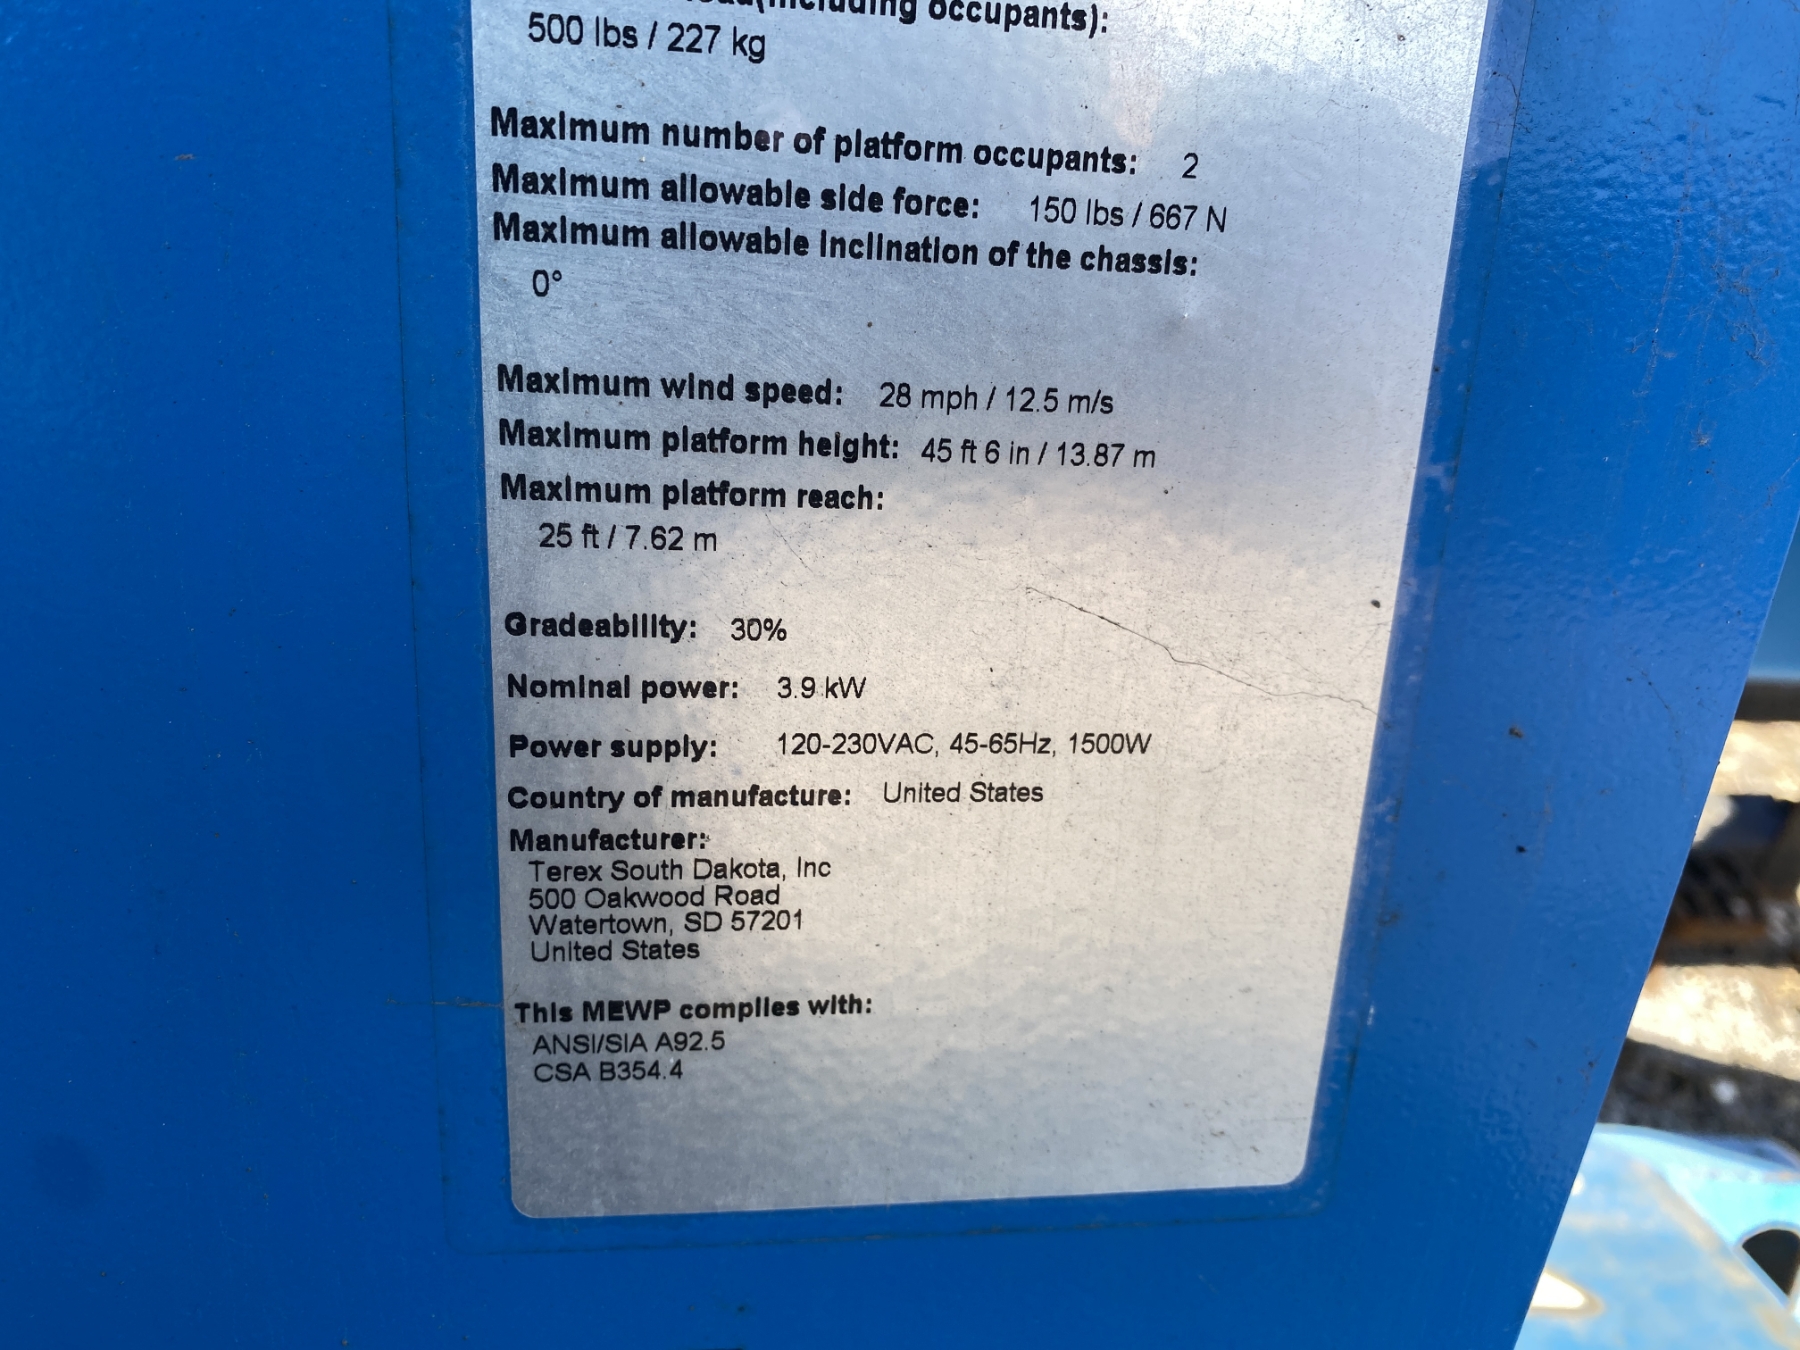 (including occupants):
500 lbs / 227 kg
Maximum number of platform occupants: 2
Maximum allowable side force: 150 lbs / 667 N
Maximum allowable inclination of the chassis:
0°
Maximum wind speed: 28 mph / 12.5 m/s
Maximum platform height: 45 ft 6 in / 13.87 m
Maximum platform reach:
25 ft / 7.62 m
Gradeability: 30%
Nominal power: 3.9 kW
Power supply: 120-230VAC, 45-65Hz, 1500W
Country of manufacture: United States
Manufacturer:
Terex South Dakota, Inc
500 Oakwood Road
Watertown, SD 57201
United States
This MEWP complies with:
ANSI/SIA A92.5
CSA B354.4